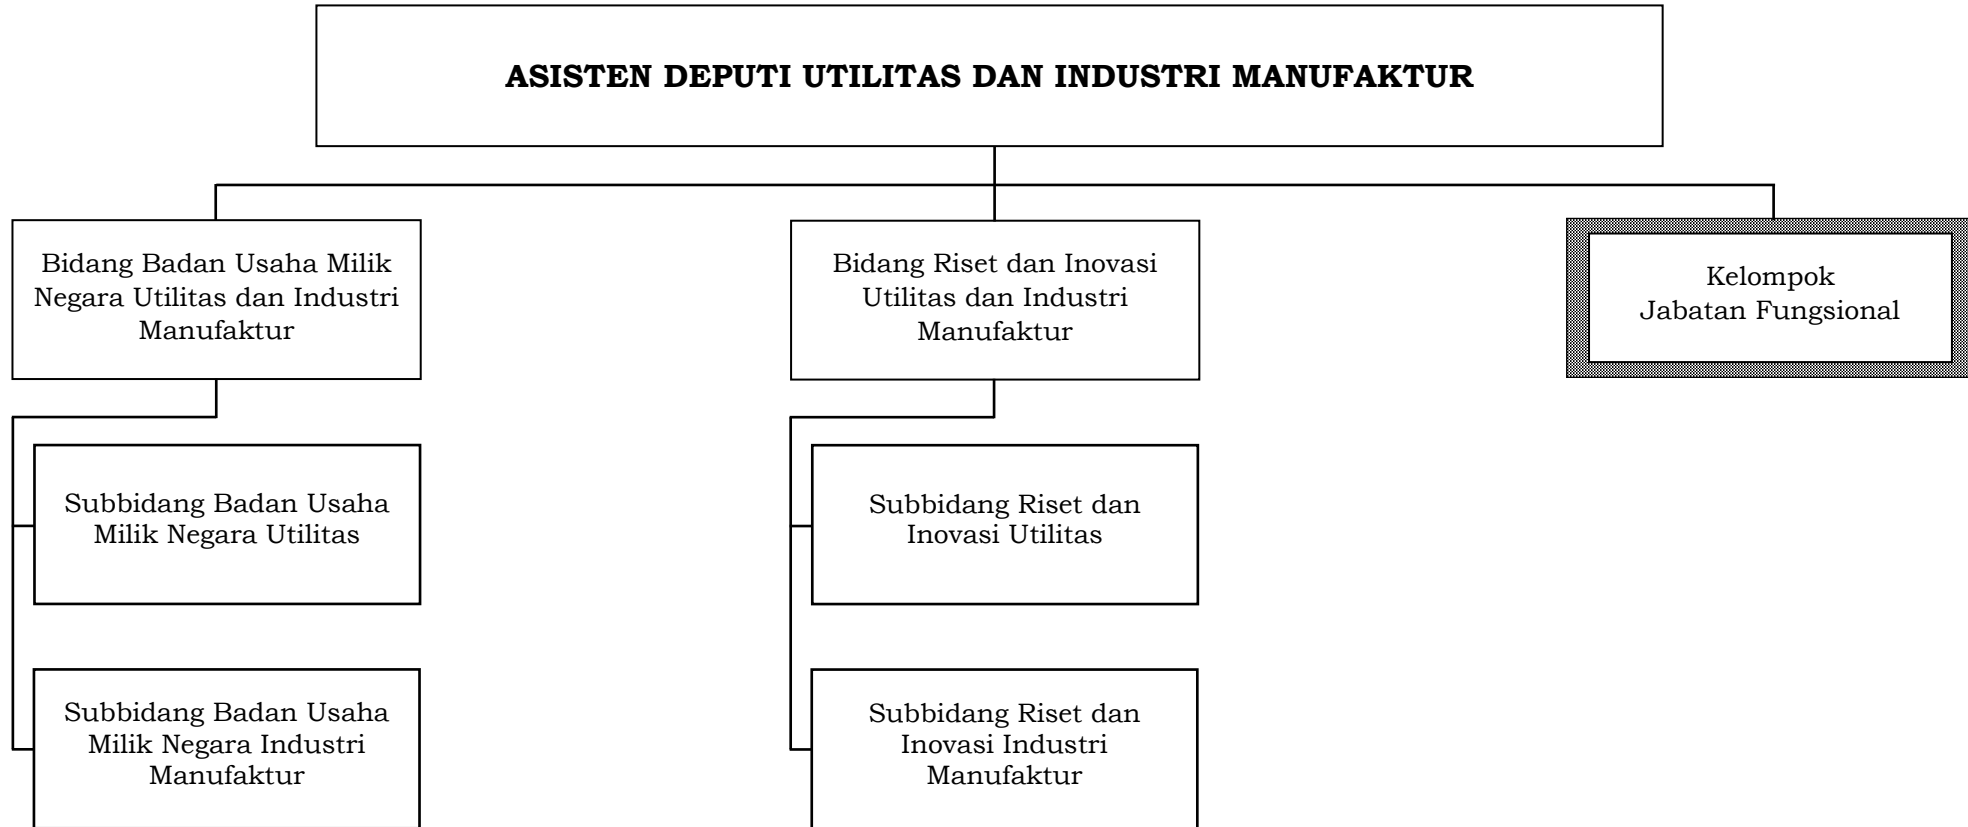 ASISTEN DEPUTI UTILITAS DAN INDUSTRI MANUFAKTUR
Bidang Badan Usaha Milik
Negara Utilitas dan Industri
Manufaktur
Bidang Riset dan Inovasi
Utilitas dan Industri
Manufaktur
Kelompok
Jabatan Fungsional
Subbidang Badan Usaha
Milik Negara Utilitas
Subbidang Riset dan
Inovasi Utilitas
Subbidang Badan Usaha
Milik Negara Industri
Manufaktur
Subbidang Riset dan
Inovasi Industri
Manufaktur